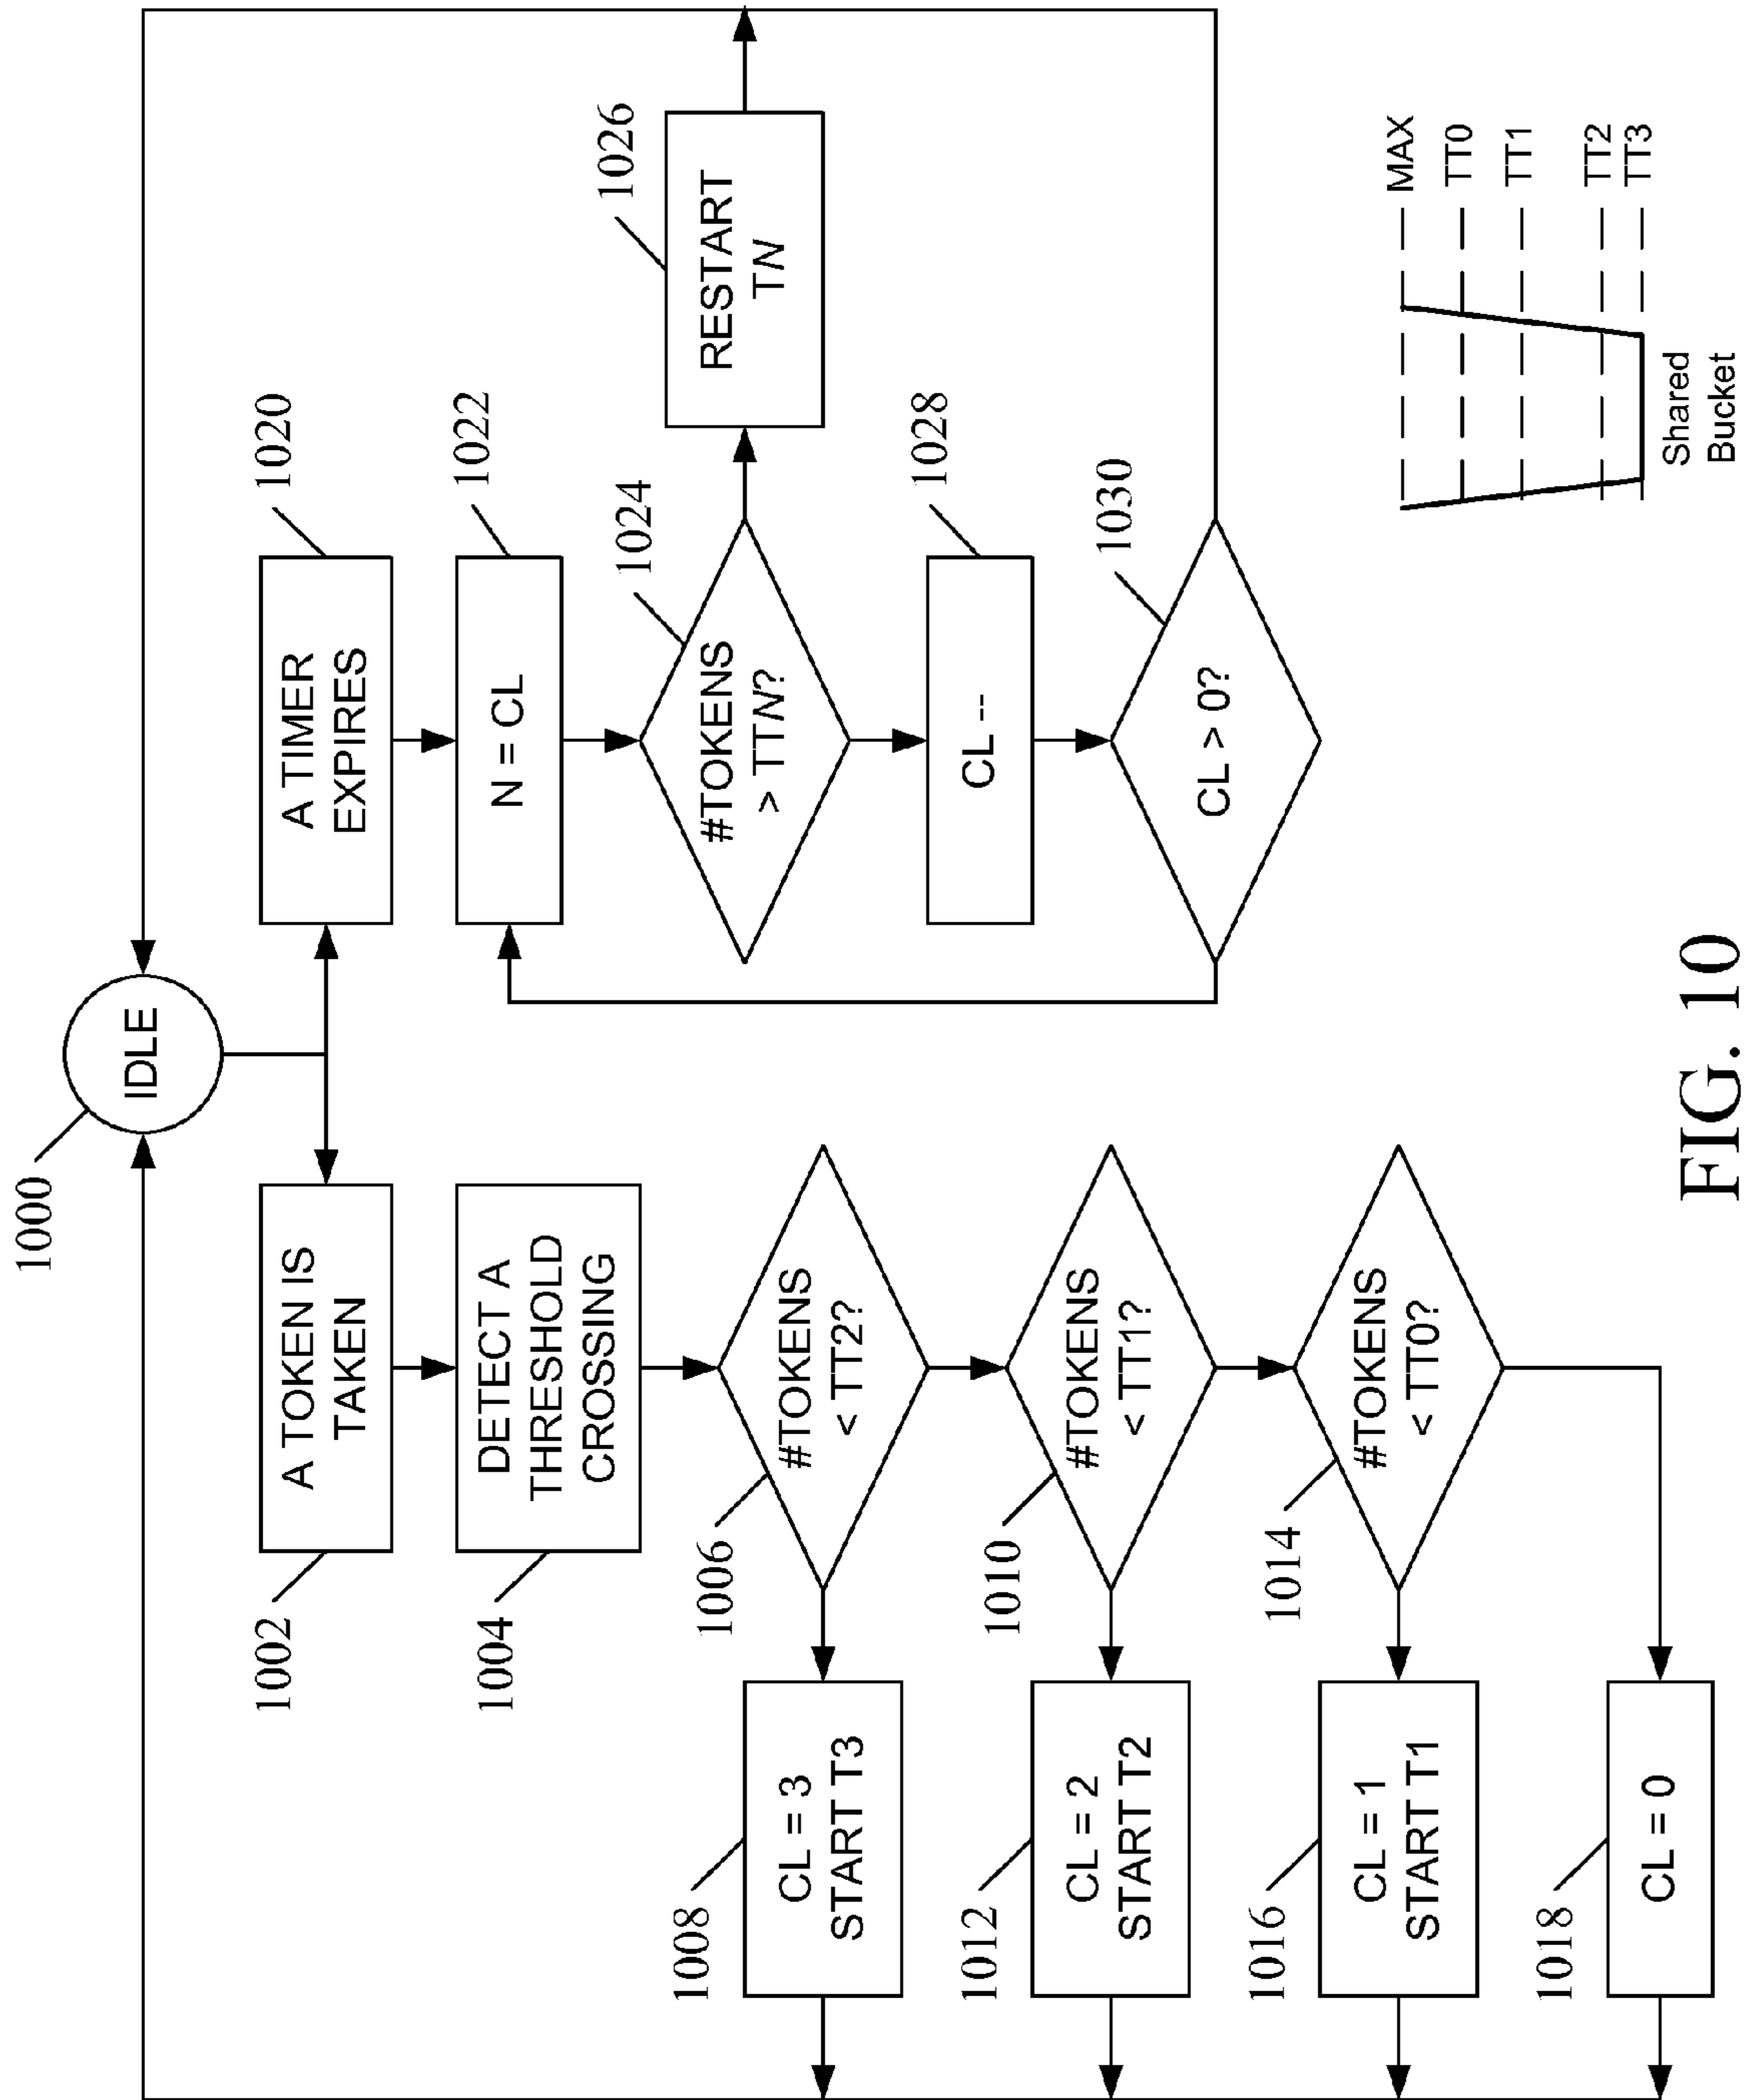 1000
IDLE
1002
A TOKEN IS
TAKEN
1004
DETECT A
THRESHOLD
CROSSING
1006
#TOKENS
< TT2?
1008
CL = 3
START T3
1010
#TOKENS
< TT1?
1012
CL = 2
START T2
1014
#TOKENS
< TT0?
1016
CL = 1
START T1
1018
CL = 0
A TIMER
EXPIRES
1020
N = CL
1022
#TOKENS
> TTN?
1024
RESTART
TN
1026
CL --
1028
CL > 0?
1030
MAX
TT0
TT1
TT2
TT3
Shared
Bucket
FIG. 10